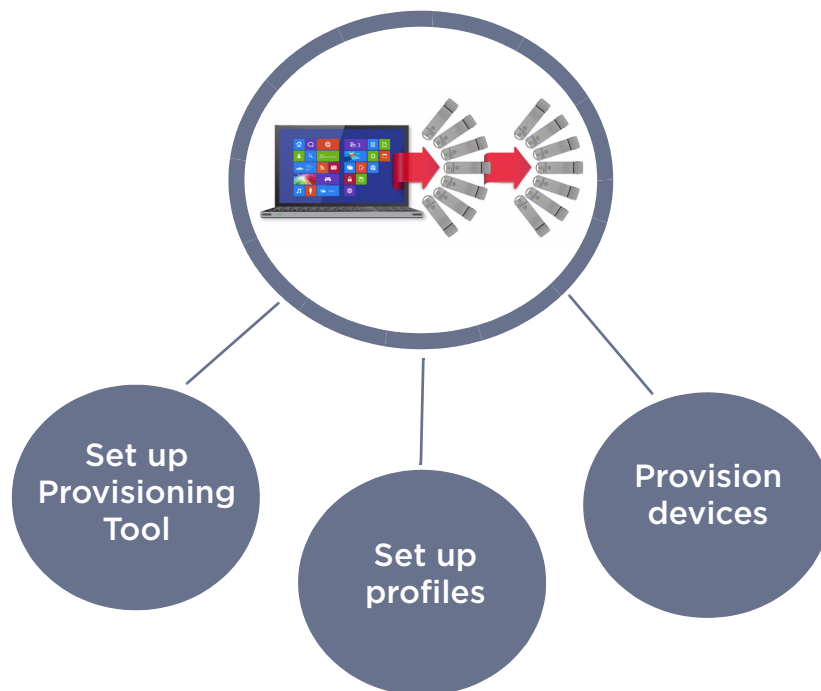 Set up
Provisioning
Tool
Set up
profiles
Provision
devices